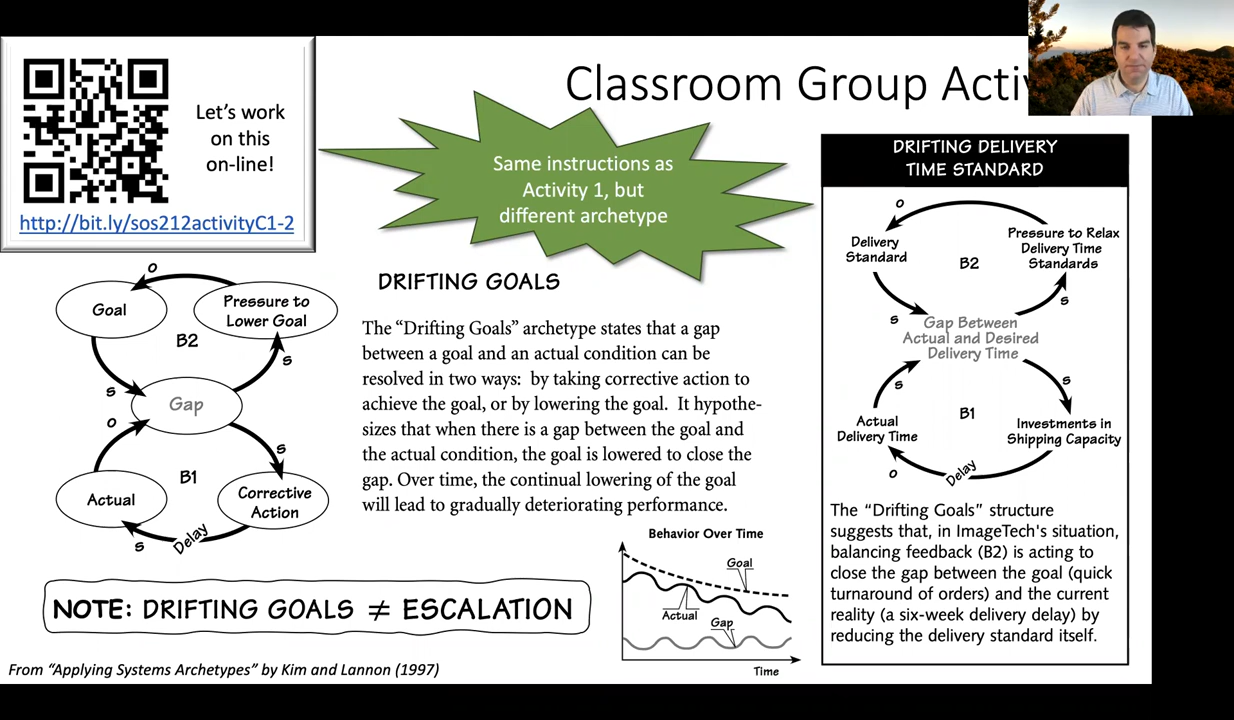 Classroom Group Activ
Let's work
on this
on-line!
http://bit.ly/sos212activityC1-2
Same instructions as
Activity 1, but
different archetype
o
Goal
Pressure to
Lower Goal
B2
s
s
Gap
o
s
B1
Actual
Corrective
Action
s
Delay
DRIFTING GOALS
The “Drifting Goals” archetype states that a gap
between a goal and an actual condition can be
resolved in two ways: by taking corrective action to
achieve the goal, or by lowering the goal. It hypothe-
sizes that when there is a gap between the goal and
the actual condition, the goal is lowered to close the
gap. Over time, the continual lowering of the goal
will lead to gradually deteriorating performance.
Behavior Over Time
Goal
Actual
Gap
Time
NOTE: DRIFTING GOALS ≠ ESCALATION
From “Applying Systems Archetypes” by Kim and Lannon (1997)
DRIFTING DELIVERY
TIME STANDARD
o
Delivery
Standard
Pressure to Relax
Delivery Time
Standards
B2
s
s
Gap Between
Actual and Desired
Delivery Time
s
s
B1
Actual
Delivery Time
Investments in
Shipping Capacity
o
Delay
The “Drifting Goals” structure
suggests that, in ImageTech's situation,
balancing feedback (B2) is acting to
close the gap between the goal (quick
turnaround of orders) and the current
reality (a six-week delivery delay) by
reducing the delivery standard itself.